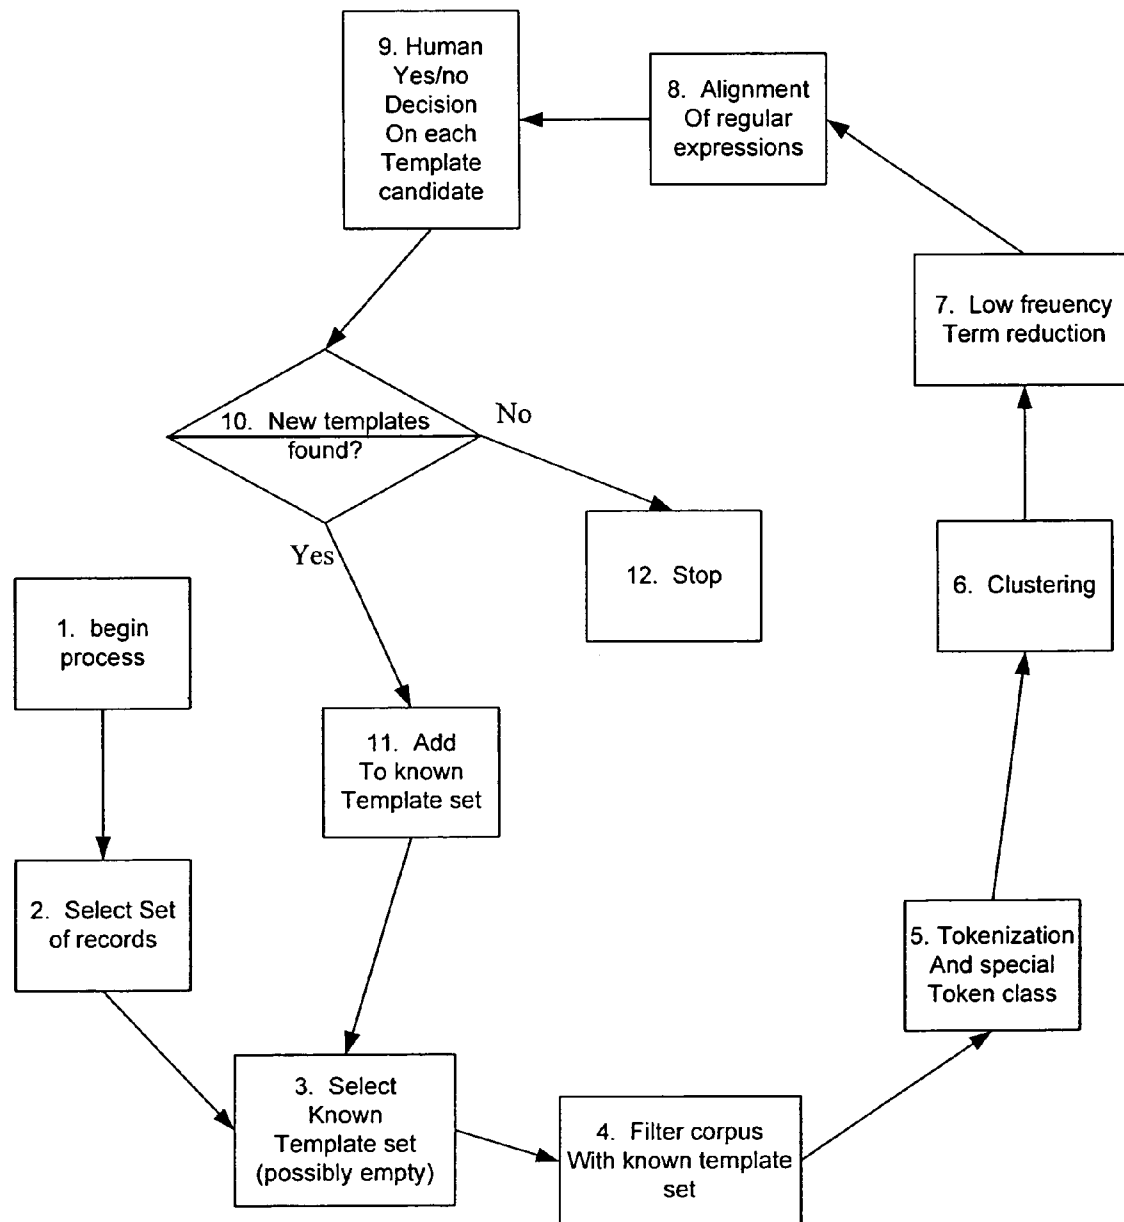 1. begin
process
2. Select Set
of records
3. Select
Known
Template set
(possibly empty)
4. Filter corpus
With known template
set
5. Tokenization
And special
Token class
6. Clustering
7. Low freuency
Term reduction
8. Alignment
Of regular
expressions
9. Human
Yes/no
Decision
On each
Template
candidate
10. New templates
found?
No
Yes
11. Add
To known
Template set
12. Stop